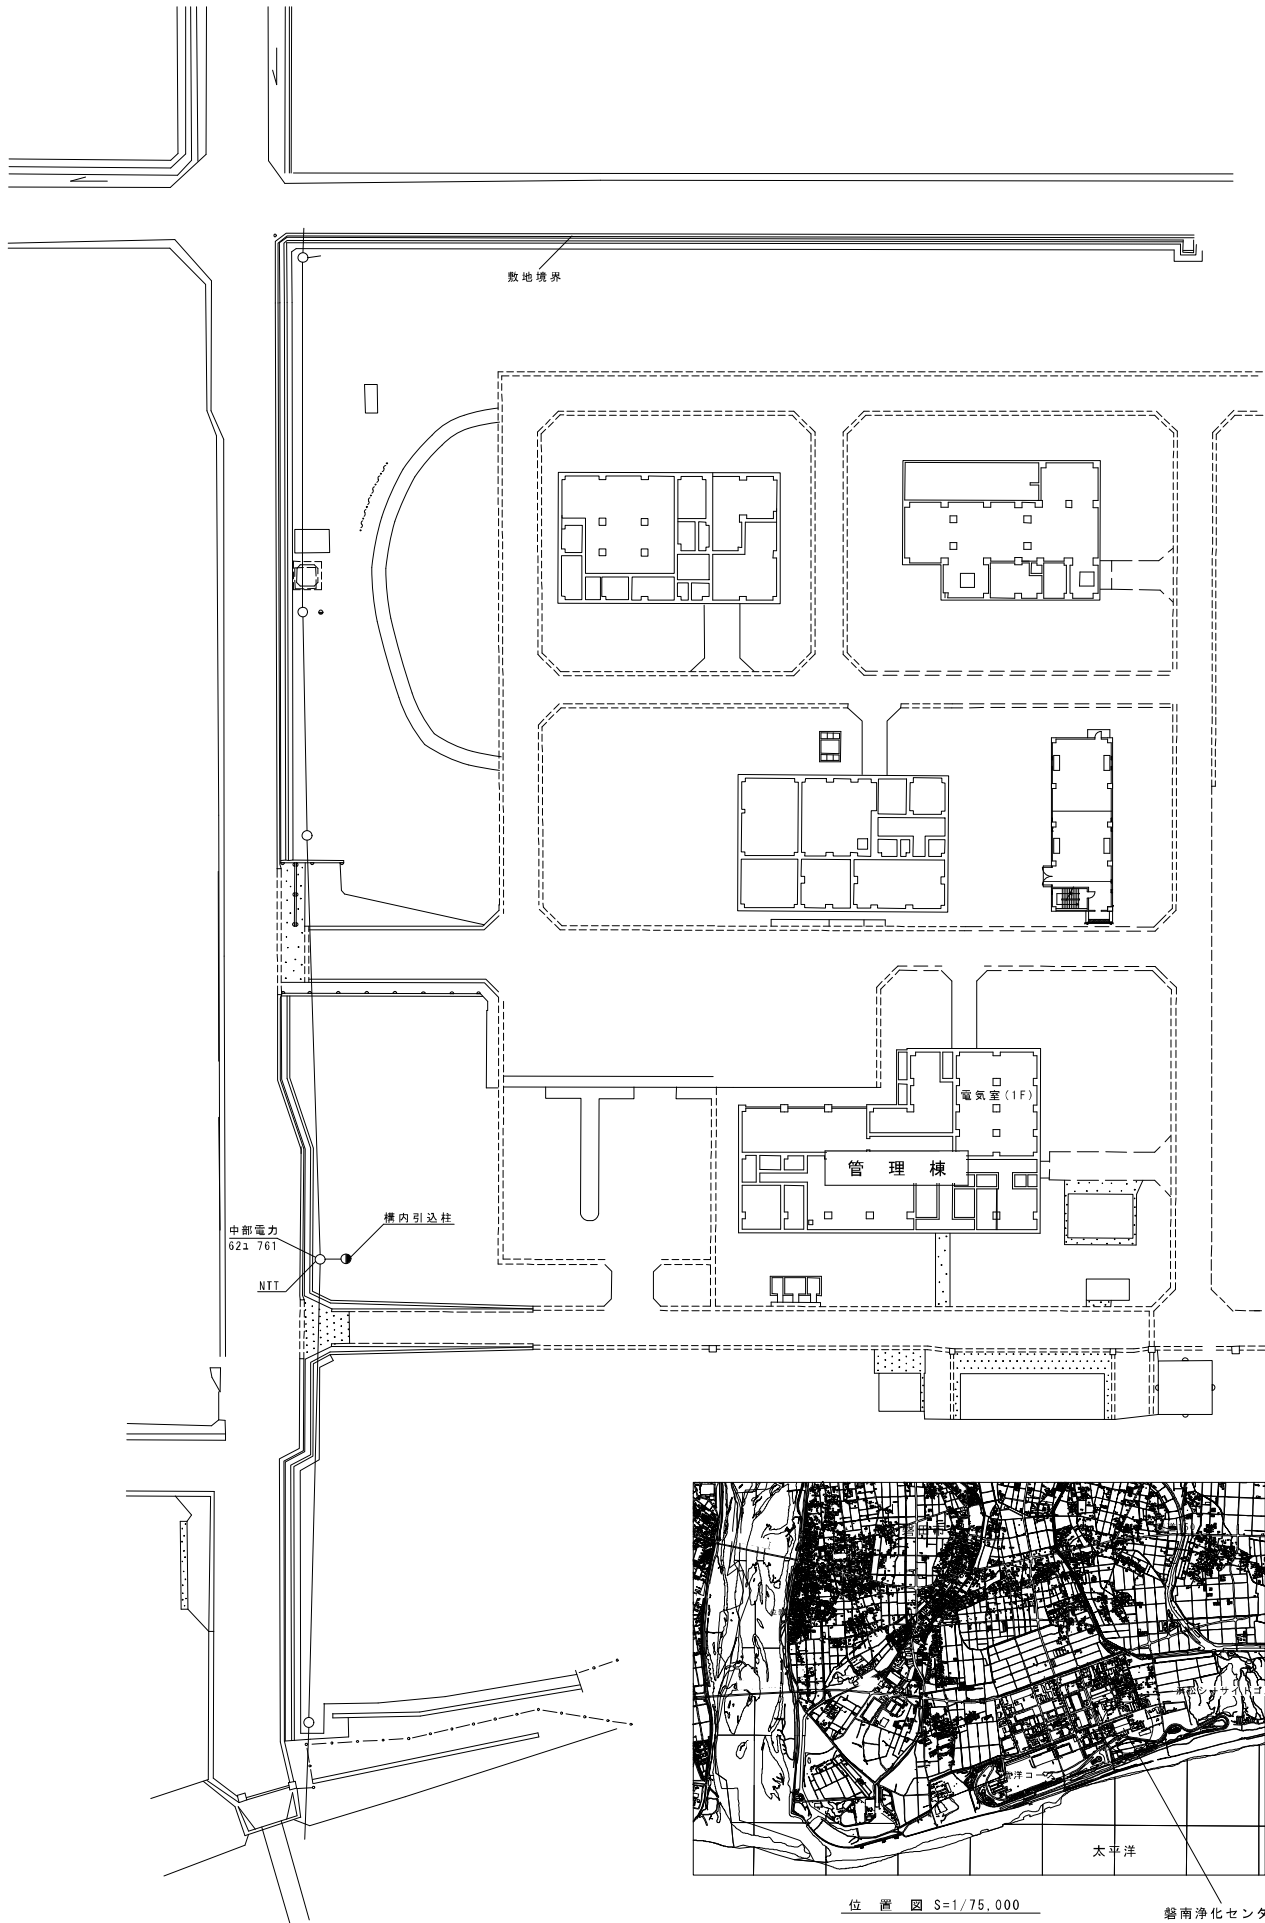 敷地境界
電気室(1F)
管理棟
構内引込柱
中部電力
62ュ 761
NTT
太平洋
位置図 S=1/75,000
磐南浄化センタ